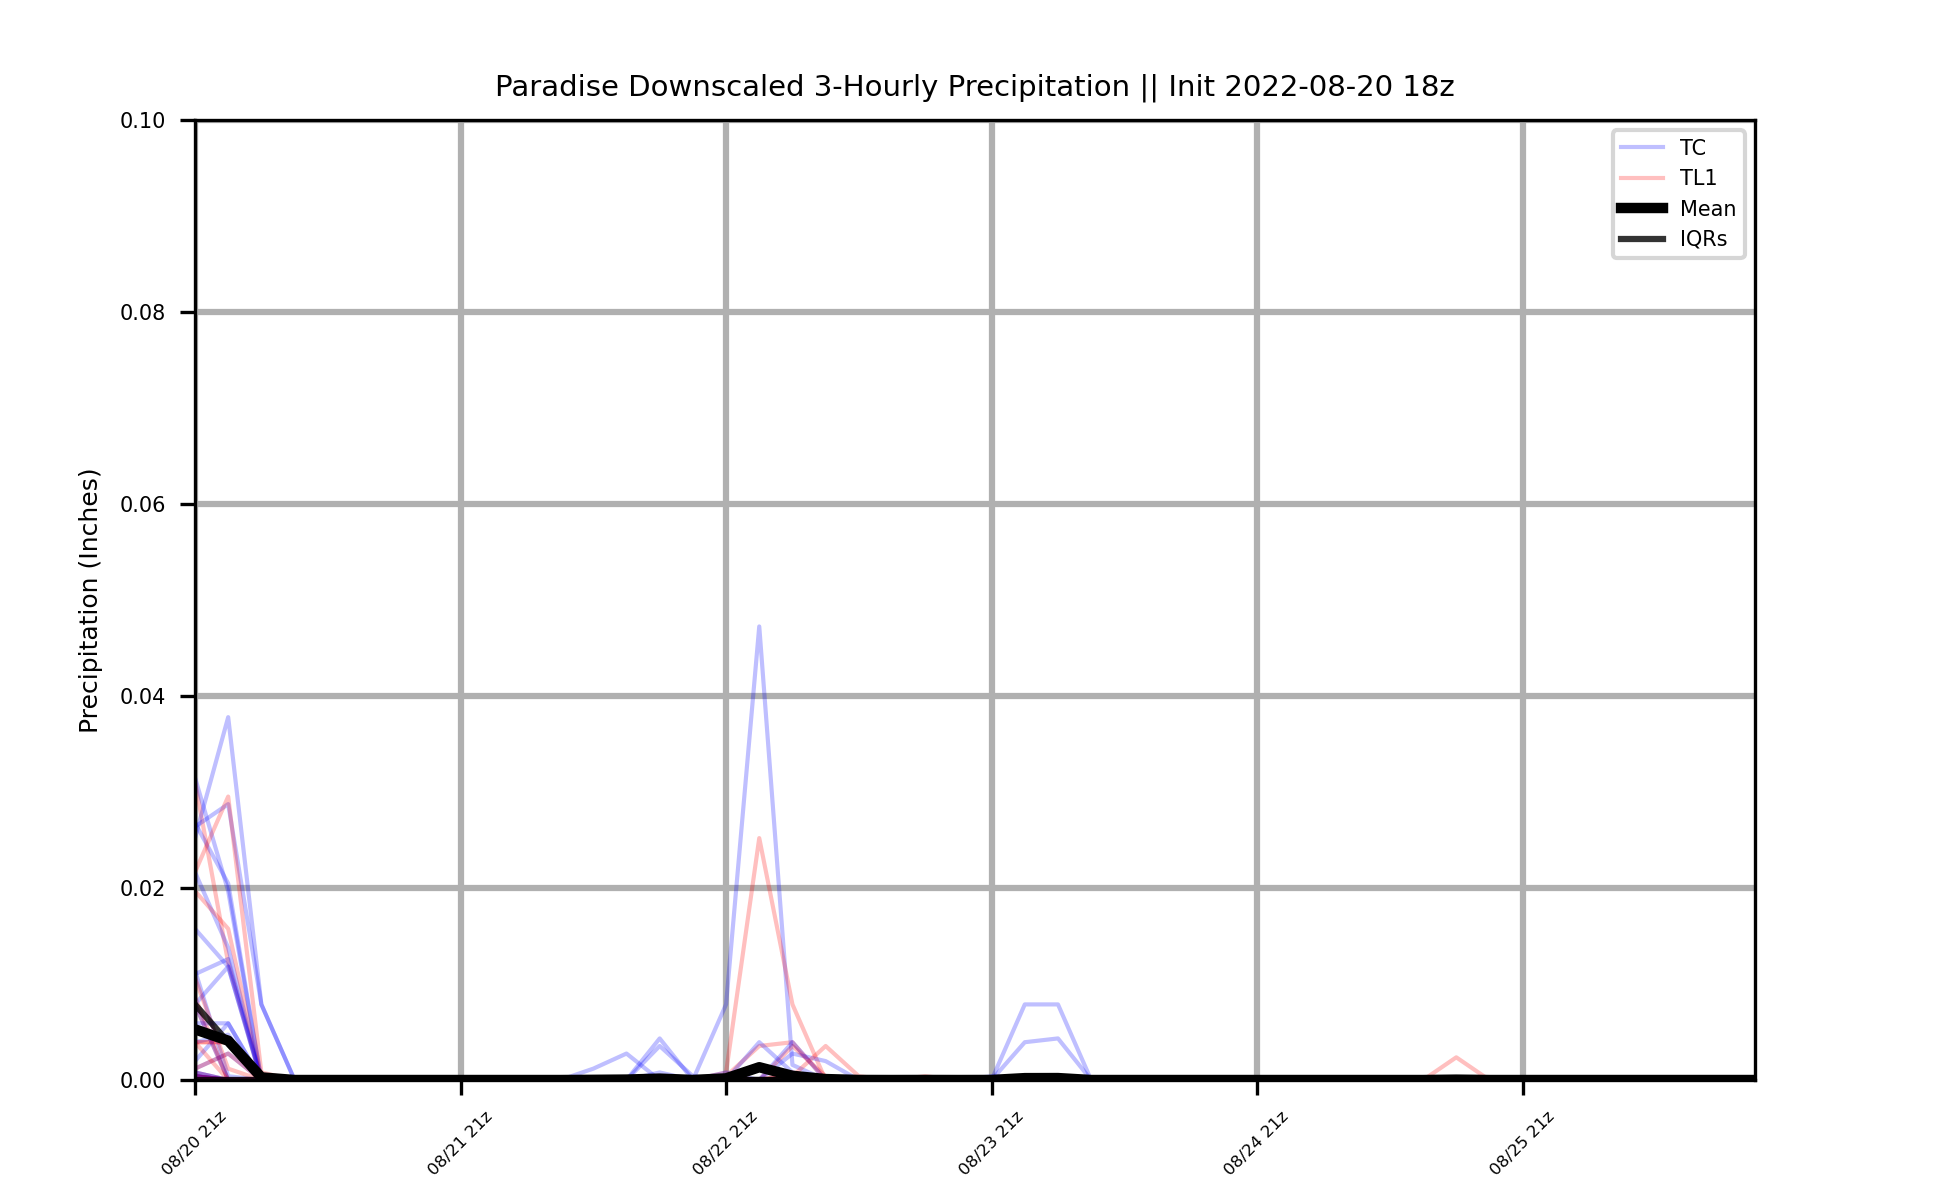 Paradise Downscaled 3-Hourly Precipitation || Init 2022-08-20 18z
0.10
0.08
0.06
0.04
0.02
0.00
Precipitation (Inches)
TC
TL1
Mean
IQRs
08/20 21z
08/21 21z
08/22 21z
08/23 21z
08/24 21z
08/25 21z